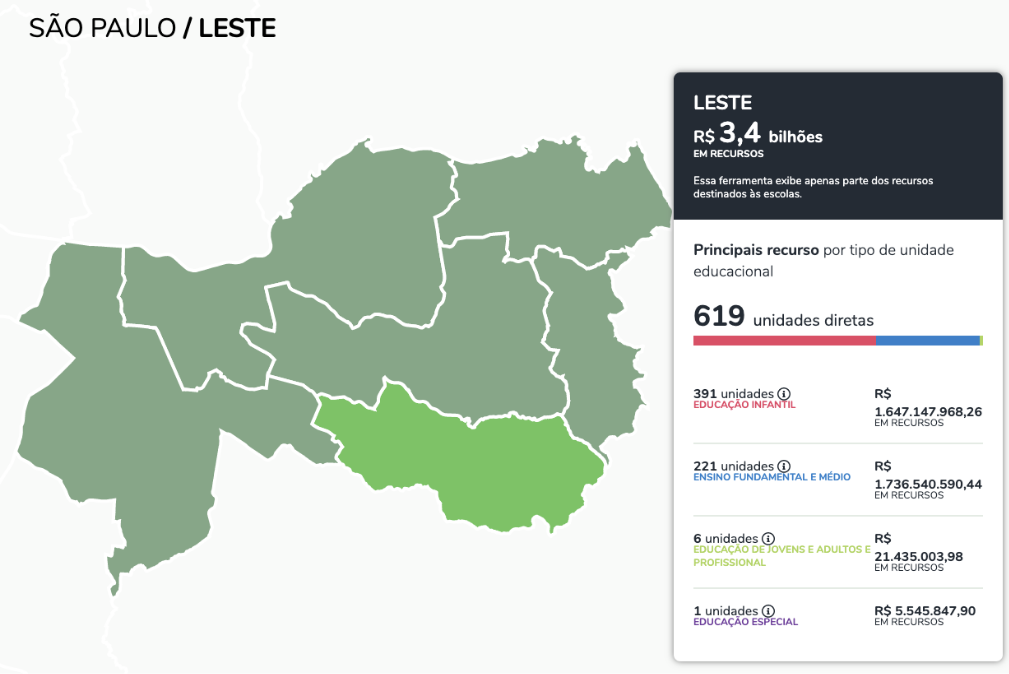 SÃO PAULO / LESTE
LESTE
R$ 3,4 bilhões
EM RECURSOS
Essa ferramenta exibe apenas parte dos recursos
destinados às escolas.
Principais recurso por tipo de unidade
educacional
619 unidades diretas
391 unidades
EDUCAÇÃO INFANTIL
R$
1.647.147.968,26
EM RECURSOS
221 unidades
ENSINO FUNDAMENTAL E MÉDIO
R$
1.736.540.590,44
EM RECURSOS
6 unidades
EDUCAÇÃO DE JOVENS E ADULTOS E
PROFISSIONAL
R$
21.435.003,98
EM RECURSOS
1 unidades
EDUCAÇÃO ESPECIAL
R$ 5.545.847,90
EM RECURSOS